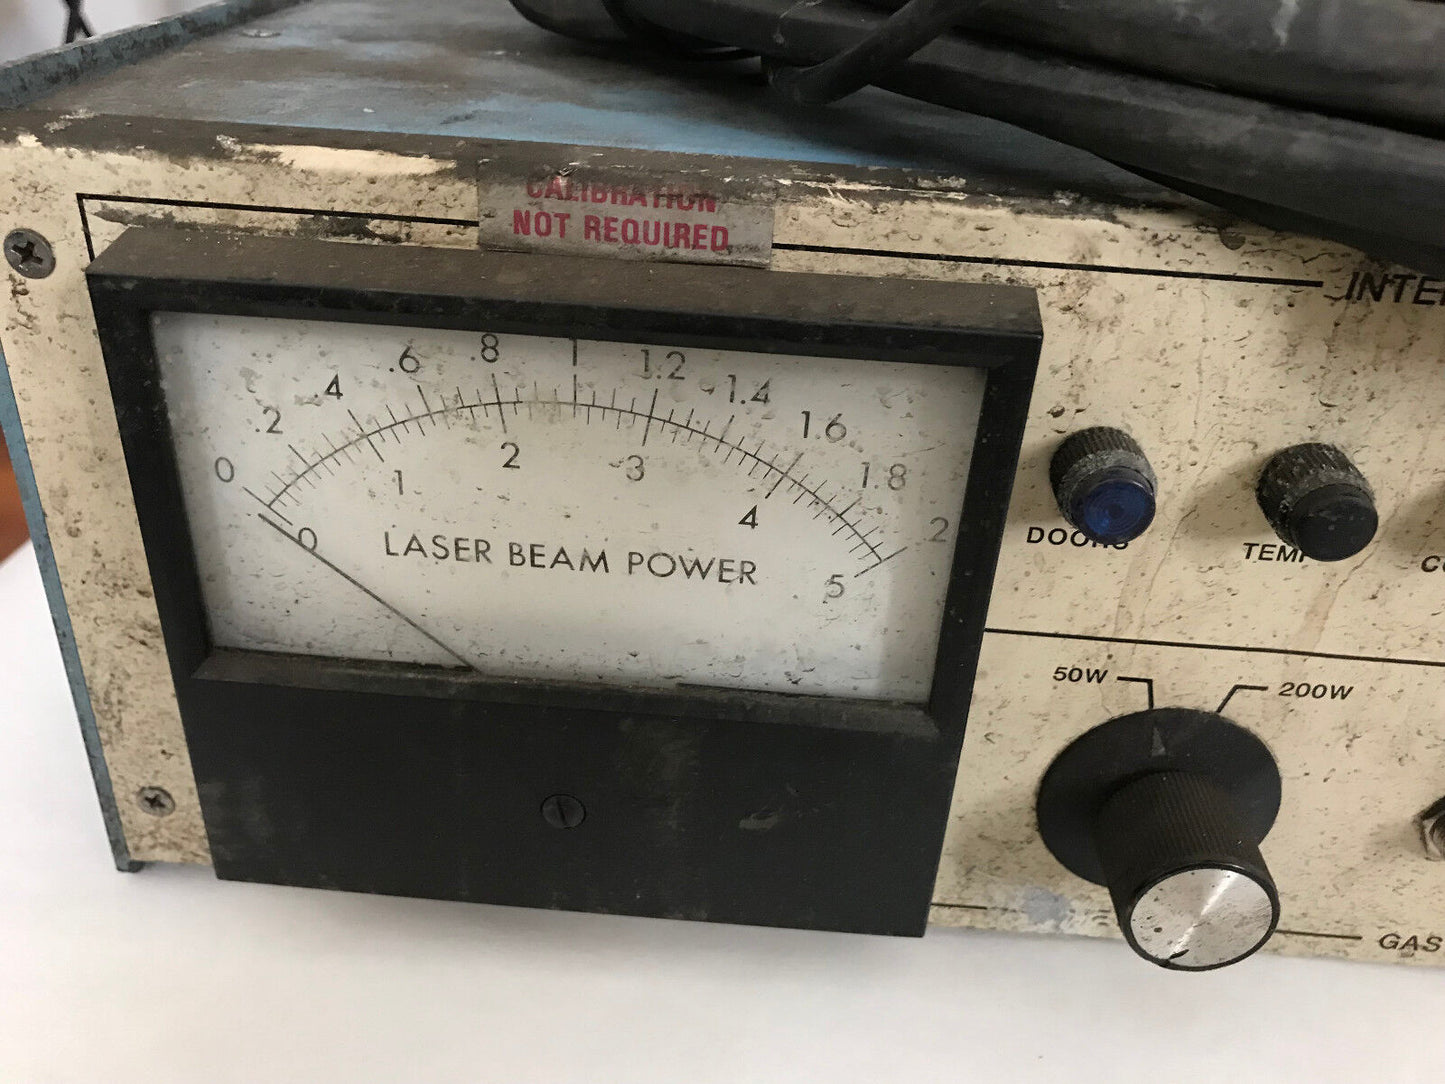 CALIBRATION
NOT REQUIRED
0 .2 .4 .6 .8 1 1.2 1.4 1.6 1.8 2
0 1 2 3 4 5
LASER BEAM POWER
DOORS
50W
200W